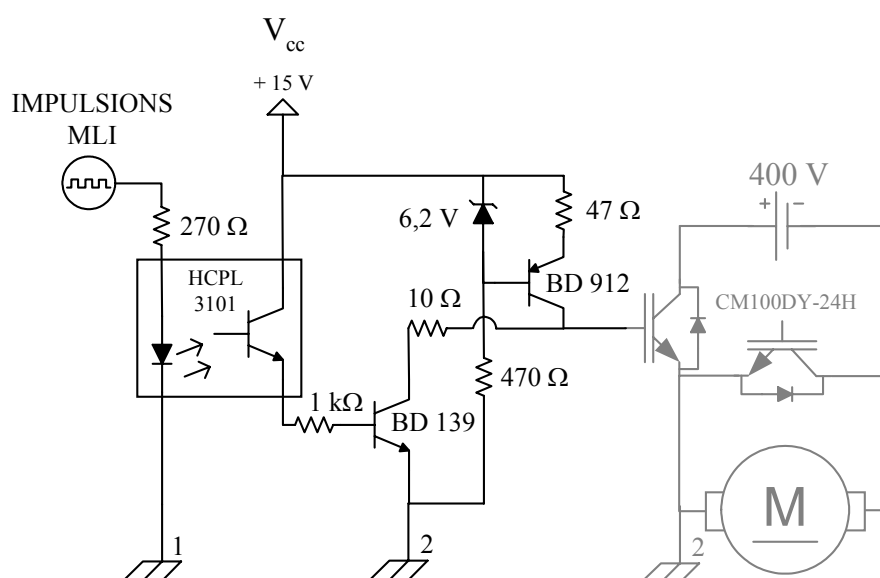 V_cc
+ 15 V
IMPULSIONS
MLI
270 Ω
6,2 V
47 Ω
400 V
+ −
HCPL
3101
BD 912
10 Ω
CM100DY-24H
470 Ω
1 kΩ
BD 139
M
1
2
2